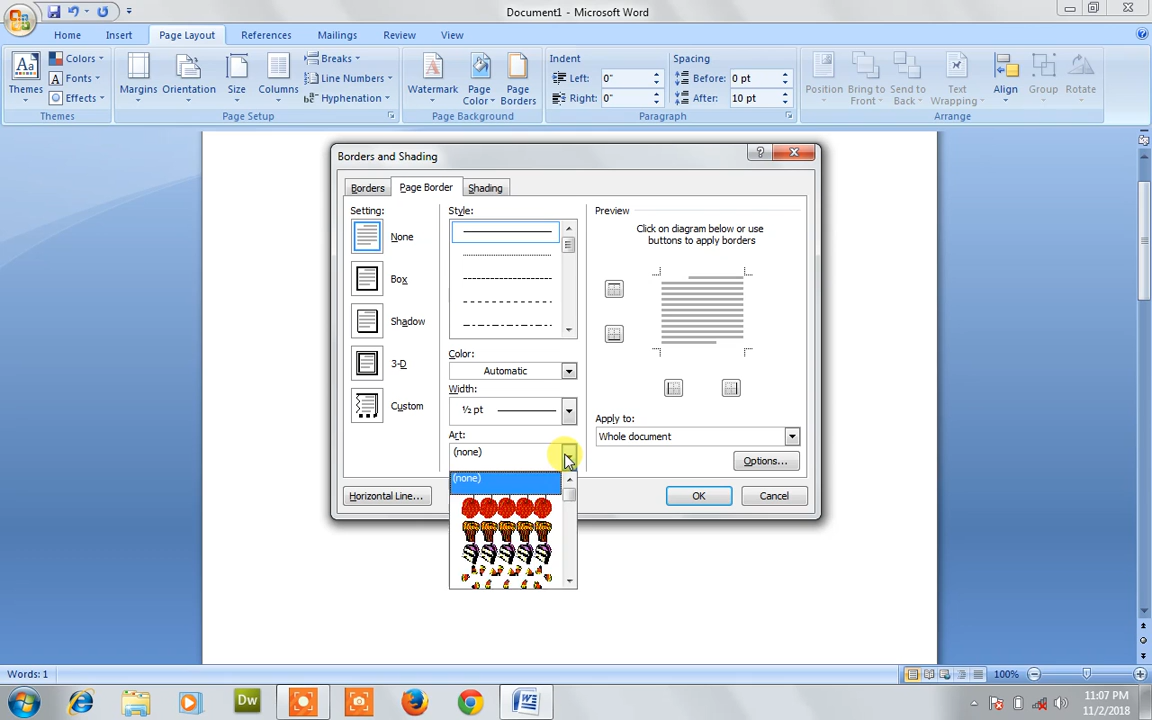 Document1 - Microsoft Word
Home Insert Page Layout References Mailings Review View
Themes
Colors
Fonts
Effects
Themes
Margins Orientation Size Columns
Breaks
Line Numbers
Hyphenation
Page Setup
Watermark Page Color Page Borders
Page Background
Indent
Left: 0"
Right: 0"
Spacing
Before: 0 pt
After: 10 pt
Paragraph
Position Bring to Front Send to Back Text Wrapping Align Group Rotate
Arrange
Borders and Shading
Borders Page Border Shading
Setting:
None
Box
Shadow
3-D
Custom
Style:
Color:
Automatic
Width:
½ pt
Art:
(none)
(none)
Preview
Click on diagram below or use
buttons to apply borders
Apply to:
Whole document
Options...
Horizontal Line...
OK Cancel
Words: 1
100%
Dw
11:07 PM
11/2/2018